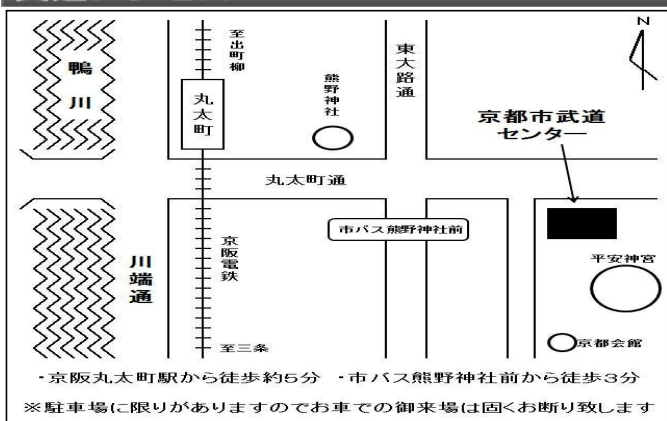 至出町柳
東大路通
N
鴨川
丸太町
熊野神社
京都市武道
センター
丸太町通
市バス熊野神社前
川端通
京阪電鉄
平安神宮
京都会館
至三条
・京阪丸太町駅から徒歩約5分　・市バス熊野神社前から徒歩3分
※駐車場に限りがありますのでお車での御来場は固くお断り致します